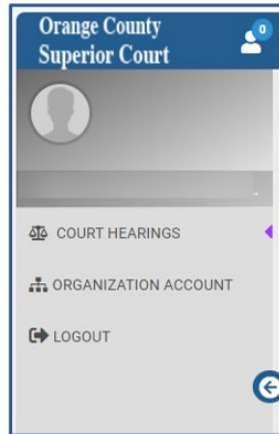 Orange County
Superior Court
0
COURT HEARINGS
ORGANIZATION ACCOUNT
LOGOUT